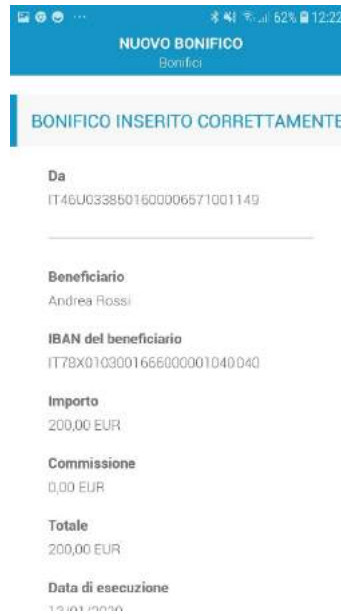 62% 12:22
NUOVO BONIFICO
Bonifici
BONIFICO INSERITO CORRETTAMENTE
Da
IT46U0338501600006571001149
Beneficiario
Andrea Rossi
IBAN del beneficiario
IT78X0103001666000001040040
Importo
200,00 EUR
Commissione
0,00 EUR
Totale
200,00 EUR
Data di esecuzione